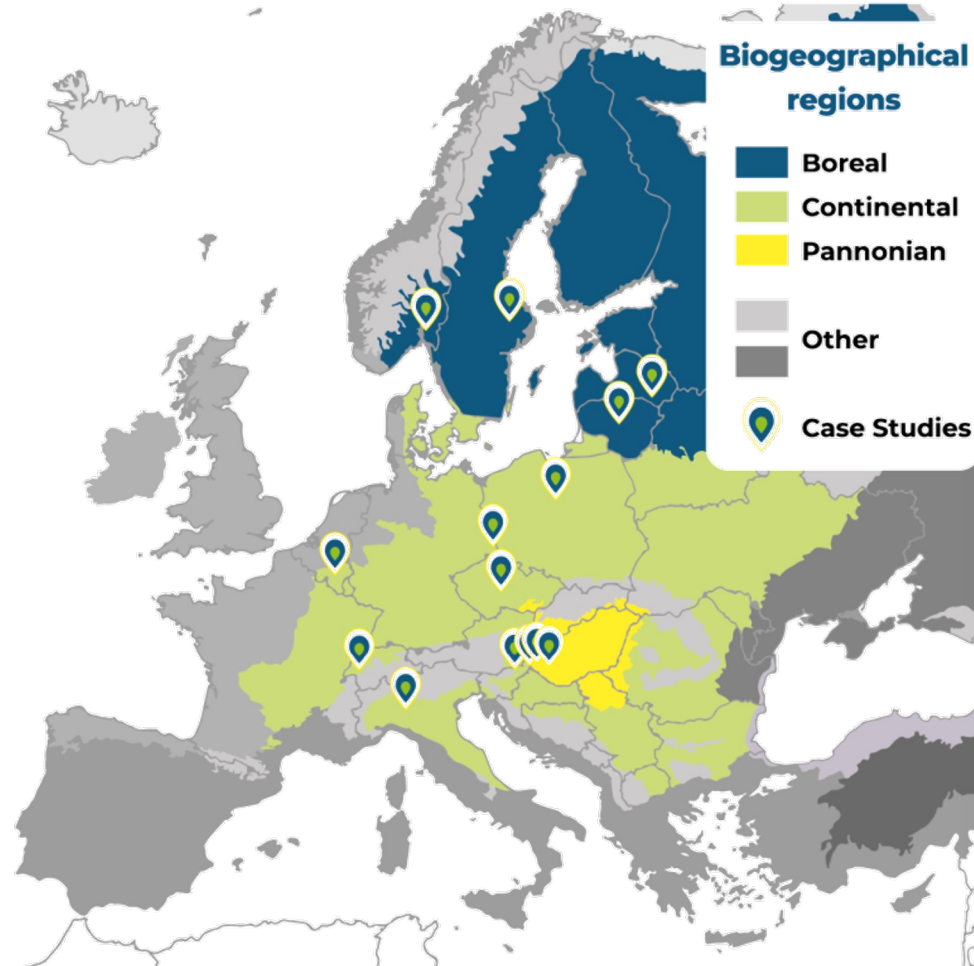 Biogeographical
regions
Boreal
Continental
Pannonian
Other
Case Studies